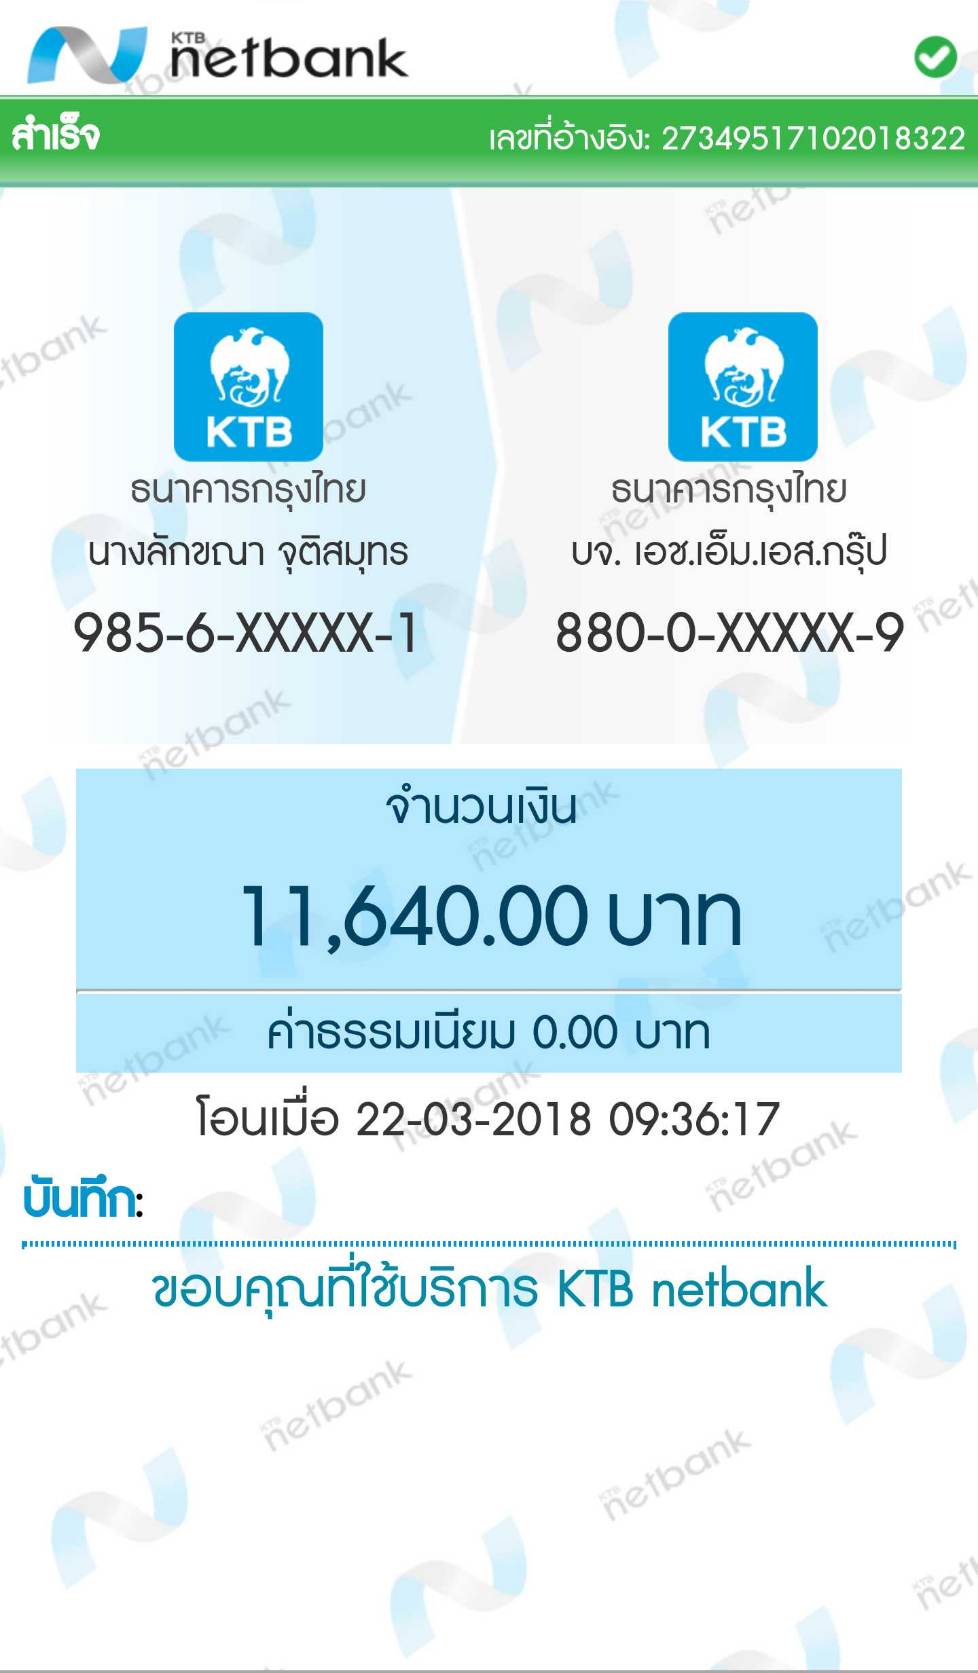 KTB
netbank
สำเร็จ
เลขที่อ้างอิง: 27349517102018322
KTB
KTB
ธนาคารกรุงไทย
ธนาคารกรุงไทย
นางลักขณา จุติสมุทร
บจ. เอช.เอ็ม.เอส.กรุ๊ป
985-6-XXXXX-1
880-0-XXXXX-9
จำนวนเงิน
11,640.00 บาท
ค่าธรรมเนียม 0.00 บาท
โอนเมื่อ 22-03-2018 09:36:17
บันทึก:
ขอบคุณที่ใช้บริการ KTB netbank